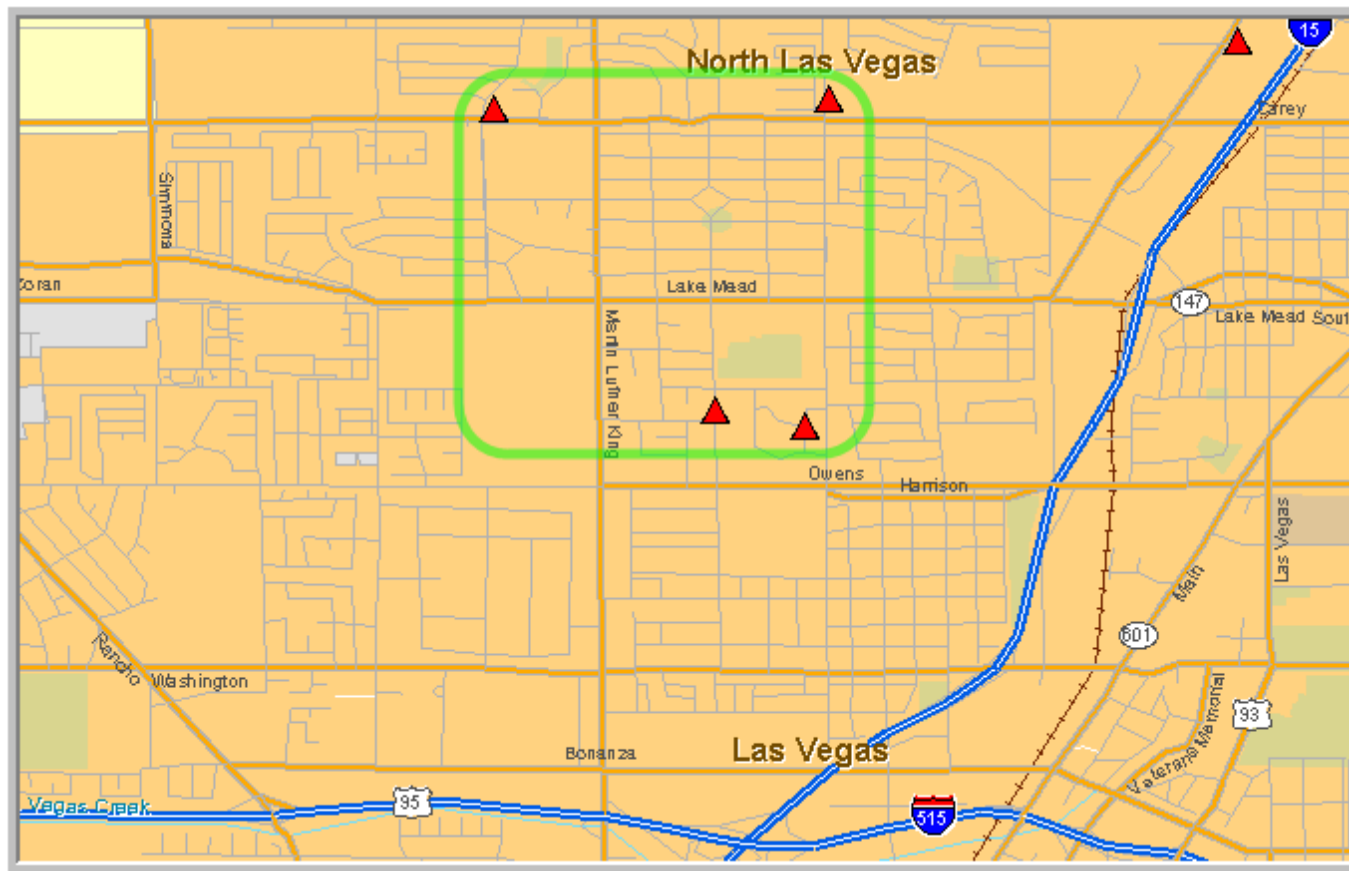 15
North Las Vegas
Carey
Simmons
Coran
Lake Mead
147
Lake Mead South
Martin Luther King
Owens
Harrison
Las Vegas
Main
601
Rancho
Washington
Veterans Memorial
93
Bonanza
Las Vegas
Vegas Creek
95
515